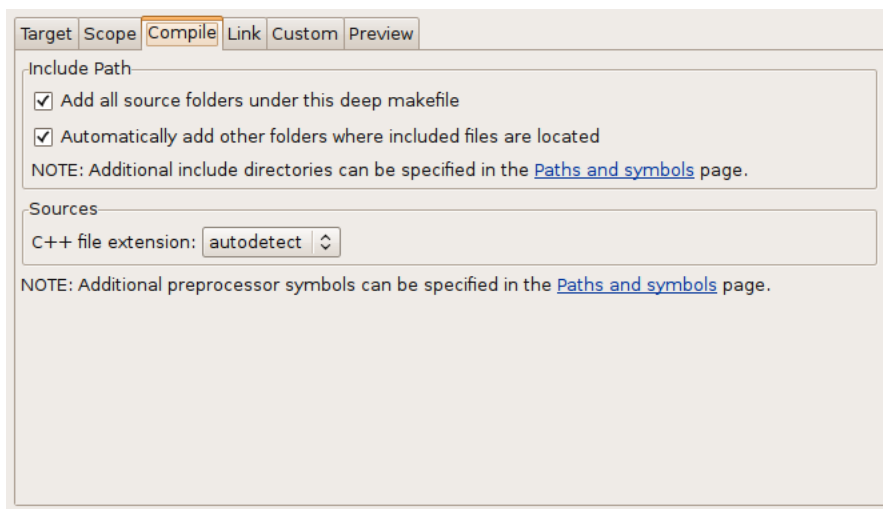 Target Scope Compile Link Custom Preview
Include Path
Add all source folders under this deep makefile
Automatically add other folders where included files are located
NOTE: Additional include directories can be specified in the Paths and symbols page.
Sources
C++ file extension: autodetect
NOTE: Additional preprocessor symbols can be specified in the Paths and symbols page.